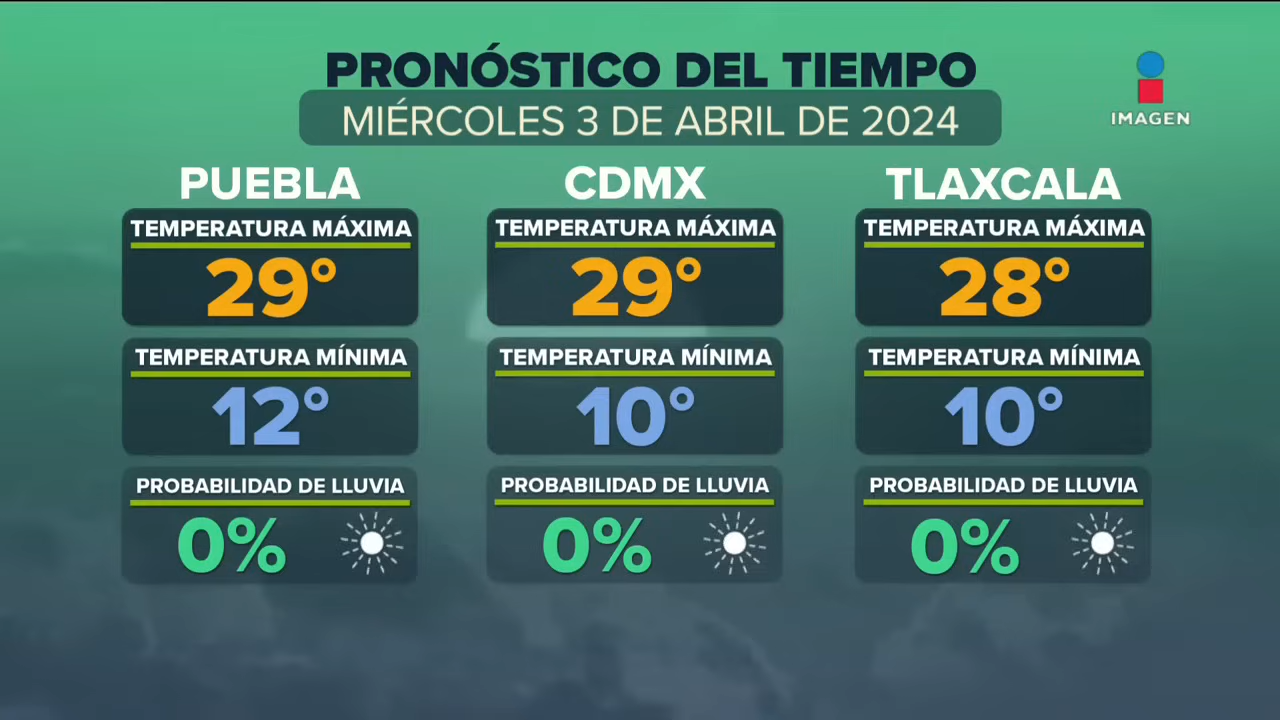 PRONÓSTICO DEL TIEMPO
MIÉRCOLES 3 DE ABRIL DE 2024
IMAGEN
PUEBLA
TEMPERATURA MÁXIMA
29°
TEMPERATURA MÍNIMA
12°
PROBABILIDAD DE LLUVIA
0%
CDMX
TEMPERATURA MÁXIMA
29°
TEMPERATURA MÍNIMA
10°
PROBABILIDAD DE LLUVIA
0%
TLAXCALA
TEMPERATURA MÁXIMA
28°
TEMPERATURA MÍNIMA
10°
PROBABILIDAD DE LLUVIA
0%